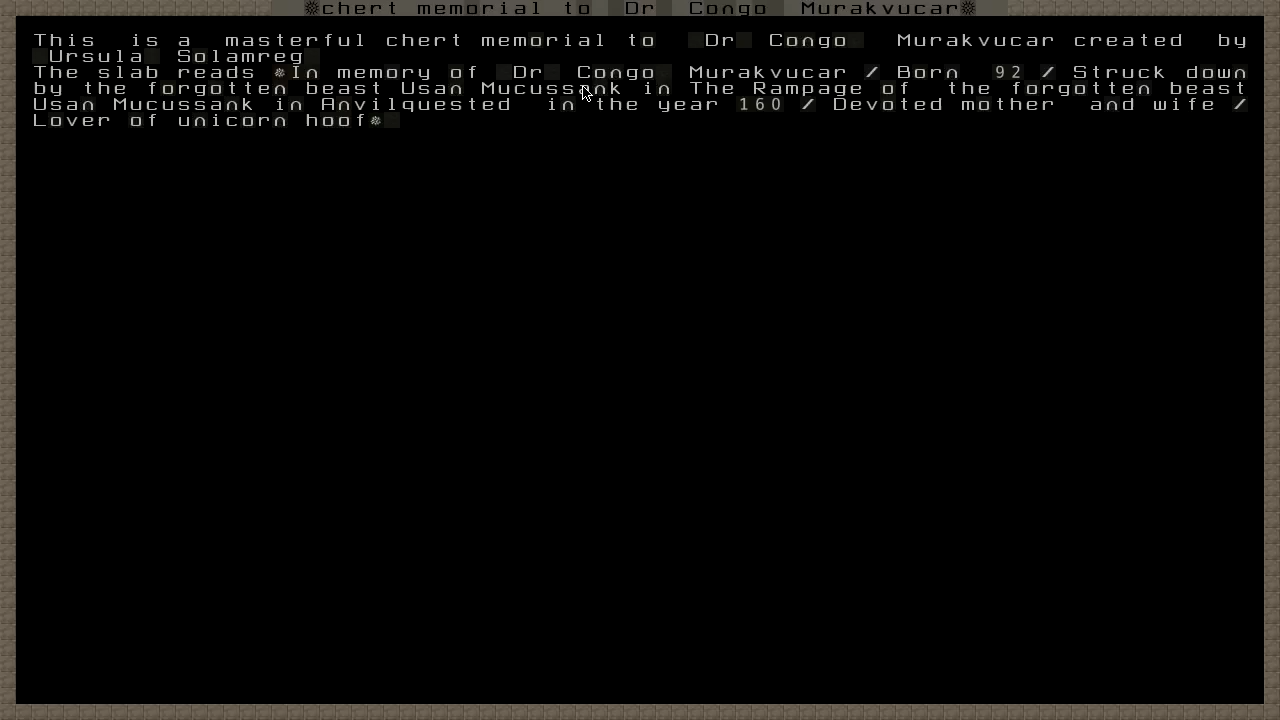 ☼chert memorial to Dr Congo Murakvucar☼
This is a masterful chert memorial to Dr Congo Murakvucar created by
Ursula Solamreg
The slab reads ☼In memory of Dr Congo Murakvucar / Born 92 / Struck down
by the forgotten beast Usan Mucussank in The Rampage of the forgotten beast
Usan Mucussank in Anvilquested in the year 160 / Devoted mother and wife /
Lover of unicorn hoof☼